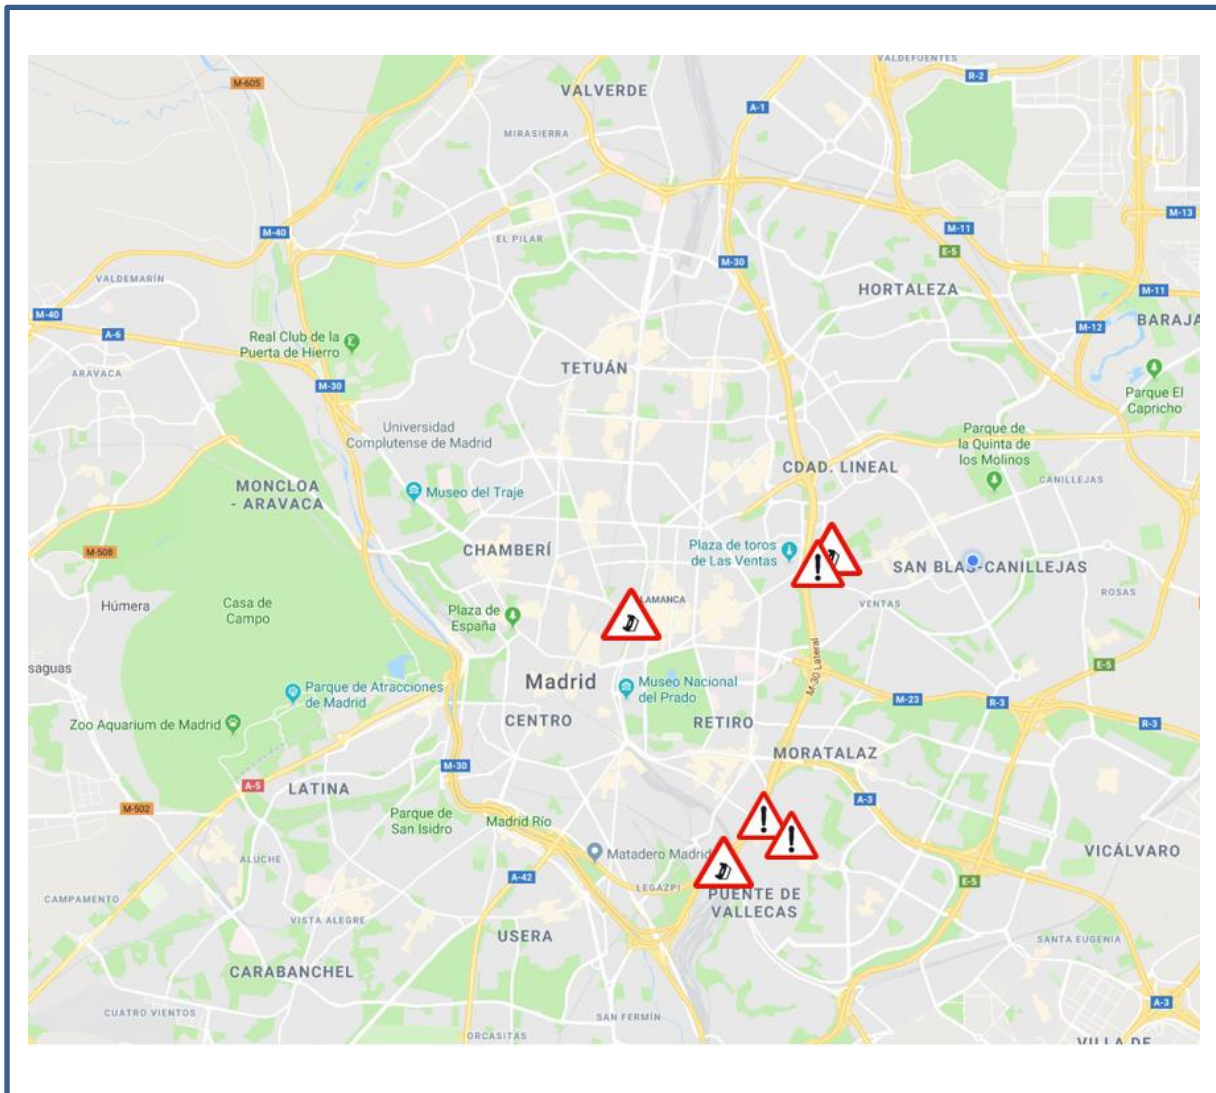 VALDEFUENTES
R-2
M-605
VALVERDE
A-1
MIRASIERRA
M-13
M-40
M-11
EL PILAR
E-5
M-30
VALDEMARÍN
HORTALEZA
M-11
M-40
BARAJA
M-12
A-6
Real Club de la
Puerta de Hierro
TETUÁN
ARAVACA
M-30
Parque El
Capricho
Universidad
Complutense de Madrid
Parque de
la Quinta de
los Molinos
CDAD. LINEAL
CANILLEJAS
MONCLOA
- ARAVACA
Museo del Traje
M-508
CHAMBERÍ
Plaza de toros
de Las Ventas
!
SAN BLAS-CANILLEJAS
ROSAS
Húmera
Casa de
Campo
Plaza de
España
LAMANCA
VENTAS
saguas
M-30 Lateral
E-5
Parque de Atracciones
de Madrid
Madrid
Museo Nacional
del Prado
M-23
R-3
R-3
Zoo Aquarium de Madrid
CENTRO
RETIRO
MORATALAZ
M-30
A-5
LATINA
A-3
M-502
Parque de
San Isidro
Madrid Río
!
!
Matadero Madrid
VICÁLVARO
ALUCHE
A-42
LEGAZPI
E-5
PUENTE DE
VALLECAS
CAMPAMENTO
VISTA ALEGRE
USERA
SANTA EUGENIA
CARABANCHEL
A-3
CUATRO VIENTOS
SAN FERMÍN
ORCASITAS
VILLA DE